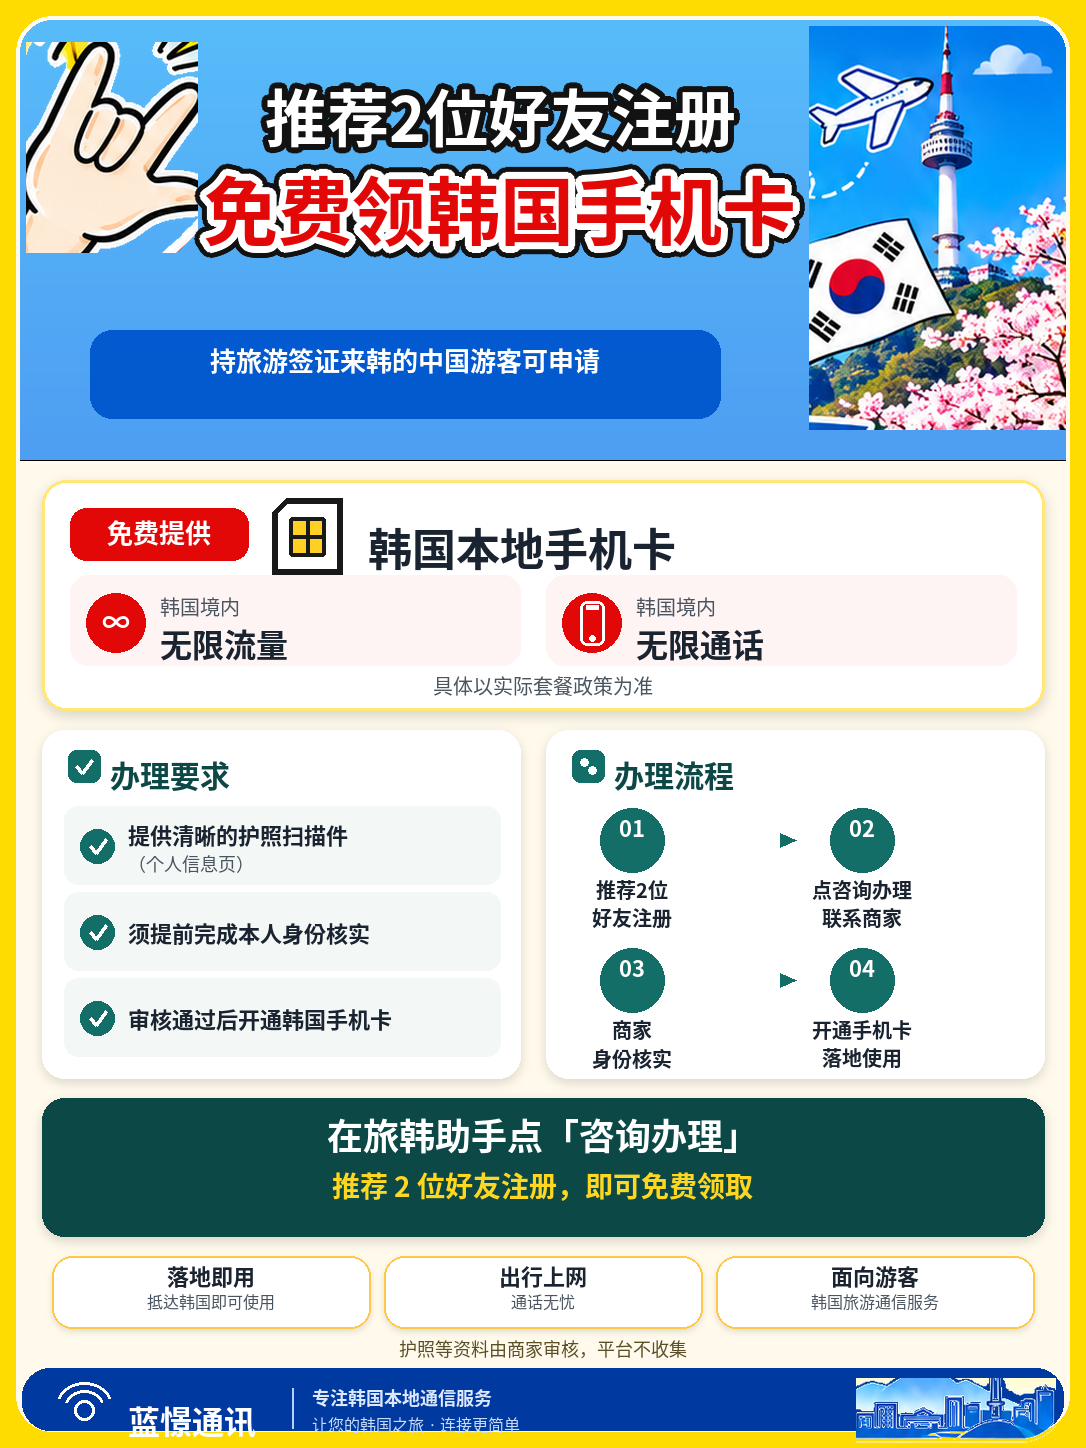 推荐2位好友注册
免费领韩国手机卡
持旅游签证来韩的中国游客可申请
免费提供
韩国本地手机卡
韩国境内
无限流量
韩国境内
无限通话
具体以实际套餐政策为准
办理要求
提供清晰的护照扫描件
（个人信息页）
须提前完成本人身份核实
审核通过后开通韩国手机卡
办理流程
01
推荐2位
好友注册
02
点咨询办理
联系商家
03
商家
身份核实
04
开通手机卡
落地使用
在旅韩助手点「咨询办理」
推荐 2 位好友注册，即可免费领取
落地即用
抵达韩国即可使用
出行上网
通话无忧
面向游客
韩国旅游通信服务
护照等资料由商家审核，平台不收集
蓝憬通讯
专注韩国本地通信服务
让您的韩国之旅 · 连接更简单